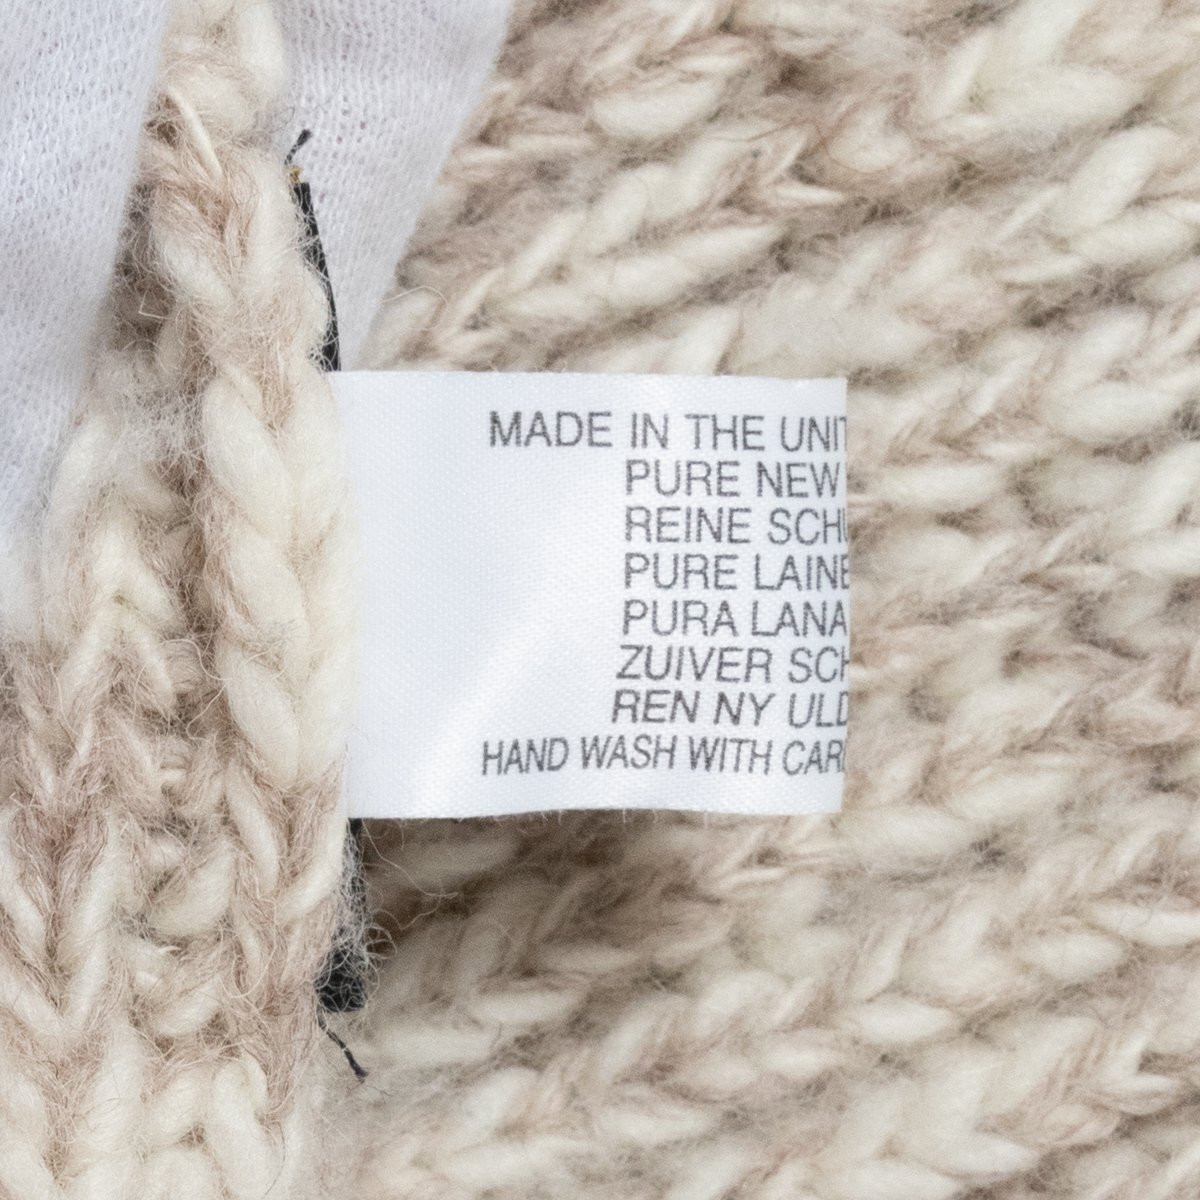 MADE IN THE UNIT
PURE NEW
REINE SCHU
PURE LAINE
PURA LANA
ZUIVER SCH
REN NY ULD
HAND WASH WITH CARE